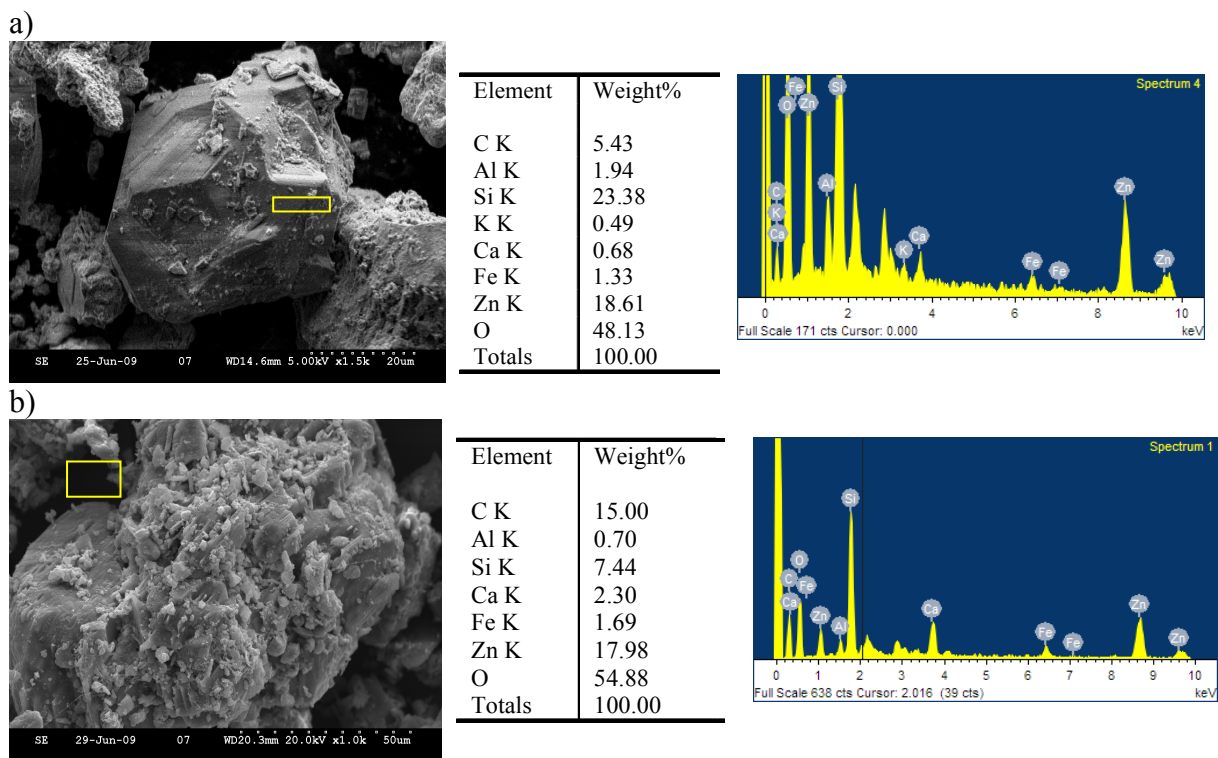 a)
SE 25-Jun-09 07 WD14.6mm 5.00kV x1.5k 20um
Element Weight%
C K 5.43
Al K 1.94
Si K 23.38
K K 0.49
Ca K 0.68
Fe K 1.33
Zn K 18.61
O 48.13
Totals 100.00
Spectrum 4
Fe Si
O Zn
C Al Zn
K
Ca K Ca Fe Fe Zn
0 2 4 6 8 10
Full Scale 171 cts Cursor: 0.000 keV
b)
SE 29-Jun-09 07 WD20.3mm 20.0kV x1.0k 50um
Element Weight%
C K 15.00
Al K 0.70
Si K 7.44
Ca K 2.30
Fe K 1.69
Zn K 17.98
O 54.88
Totals 100.00
Spectrum 1
Si
O
C Fe
Ca Zn Al Ca Fe Fe Zn Zn
0 1 2 3 4 5 6 7 8 9 10
Full Scale 638 cts Cursor: 2.016 (39 cts) keV